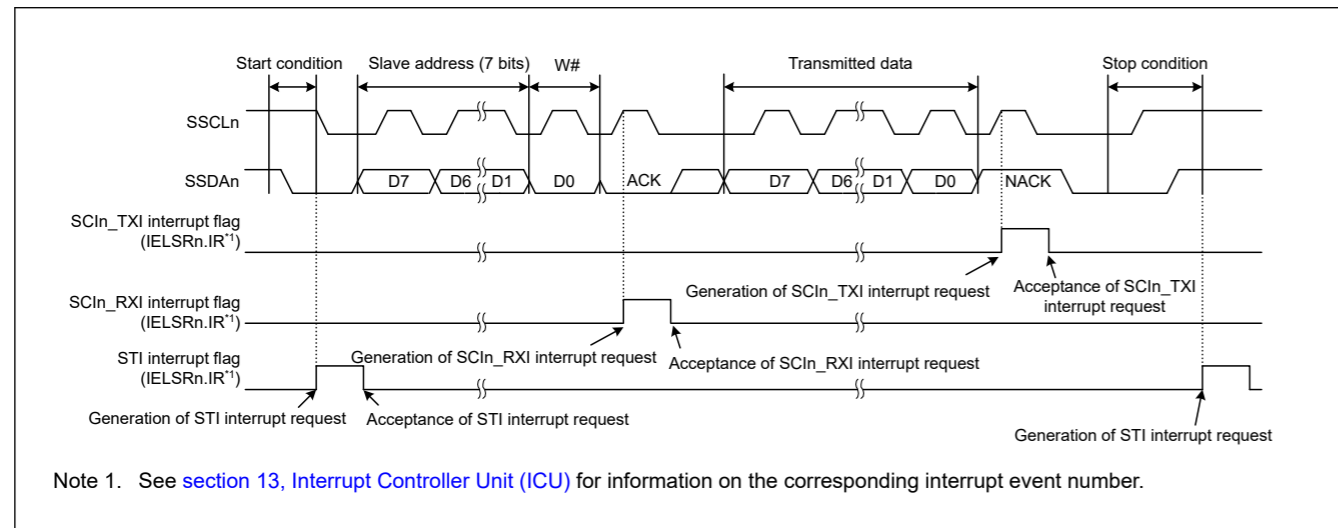 Start condition Slave address (7 bits) W# Transmitted data Stop condition
SSCLn
SSDAn D7 D6 D1 D0 ACK D7 D6 D1 D0 NACK
SCIn_TXI interrupt flag
(IELSRn.IR*1)
Generation of SCIn_TXI interrupt request Acceptance of SCIn_TXI
interrupt request
SCIn_RXI interrupt flag
(IELSRn.IR*1)
Generation of SCIn_RXI interrupt request Acceptance of SCIn_RXI interrupt request
STI interrupt flag
(IELSRn.IR*1)
Generation of STI interrupt request Acceptance of STI interrupt request
Generation of STI interrupt request
Note 1. See section 13, Interrupt Controller Unit (ICU) for information on the corresponding interrupt event number.